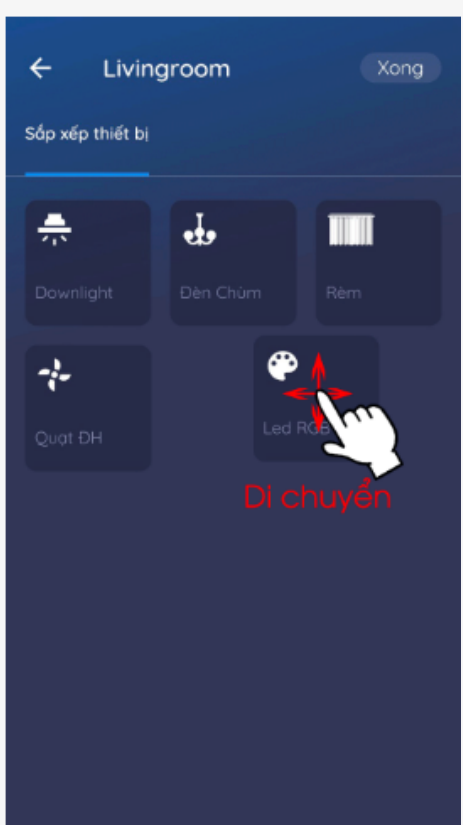 Livingroom
Xong
Sắp xếp thiết bị
Downlight
Đèn Chùm
Rèm
Quạt ĐH
Led RGB
Di chuyển